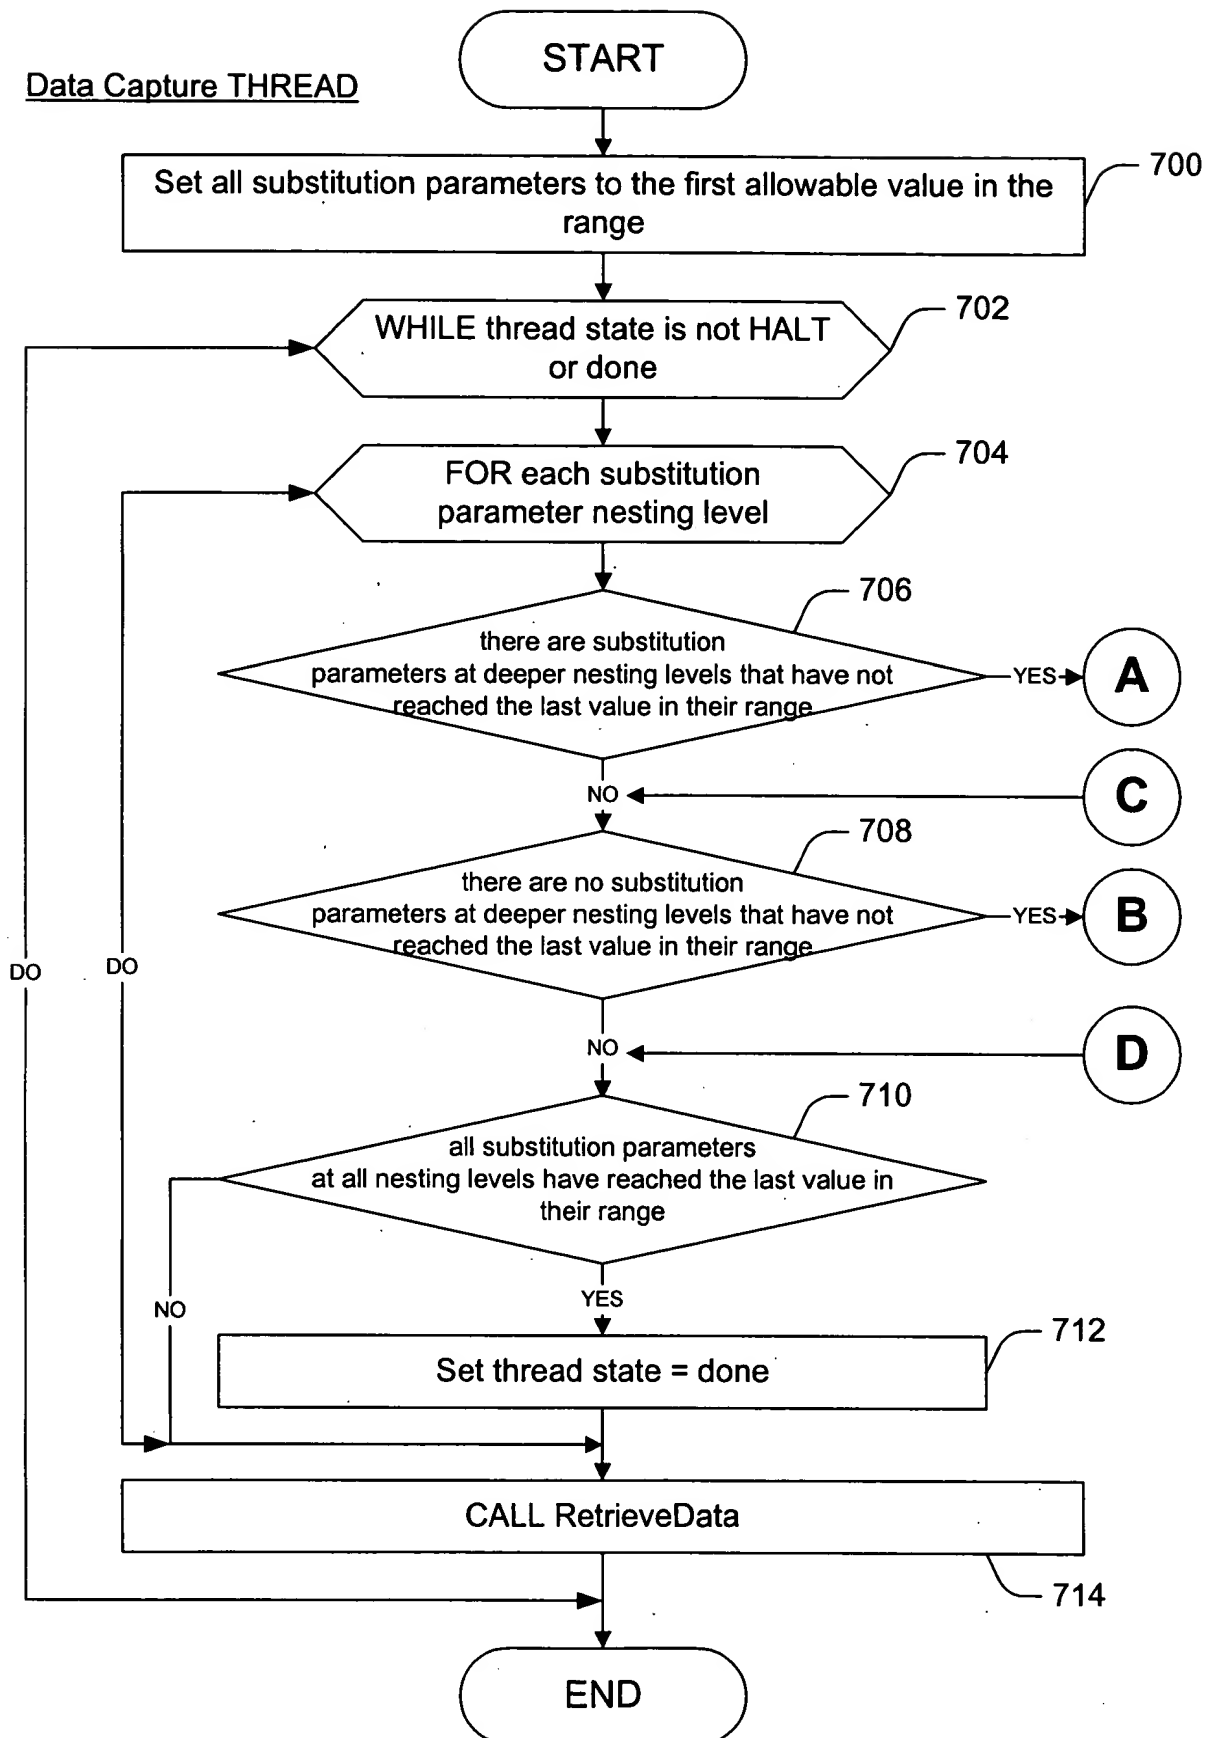 START
Data Capture THREAD
700
Set all substitution parameters to the first allowable value in the
range
702
WHILE thread state is not HALT
or done
704
FOR each substitution
parameter nesting level
706
there are substitution
parameters at deeper nesting levels that have not
reached the last value in their range
YES
A
NO
C
708
there are no substitution
parameters at deeper nesting levels that have not
reached the last value in their range
YES
B
DO
DO
NO
D
710
all substitution parameters
at all nesting levels have reached the last value in
their range
YES
NO
712
Set thread state = done
CALL RetrieveData
714
END